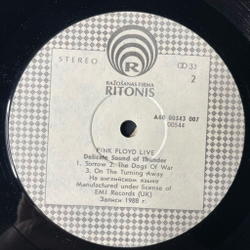 RAŽOŠANAS FIRMA
RITONIS
STEREO
33
2
A60 00543 007
00544
PINK FLOYD LIVE
Delicate Sound of Thunder
1. Sorrow 2. The Dogs Of War
3. On The Turning Away
На английском языке
Manufactured under license of
EMI Records (UK)
Запись 1988 г.